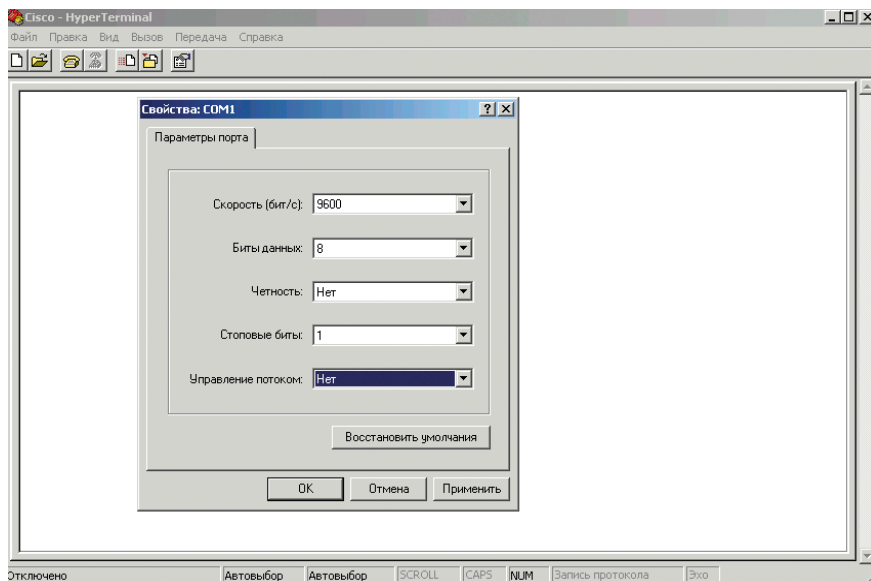 Cisco - HyperTerminal
Файл Правка Вид Вызов Передача Справка
Свойства: COM1
Параметры порта
Скорость (бит/с): 9600
Биты данных: 8
Четность: Нет
Стоповые биты: 1
Управление потоком: Нет
Восстановить умолчания
OK Отмена Применить
Отключено Автовыбор Автовыбор SCROLL CAPS NUM Запись протокола Эхо